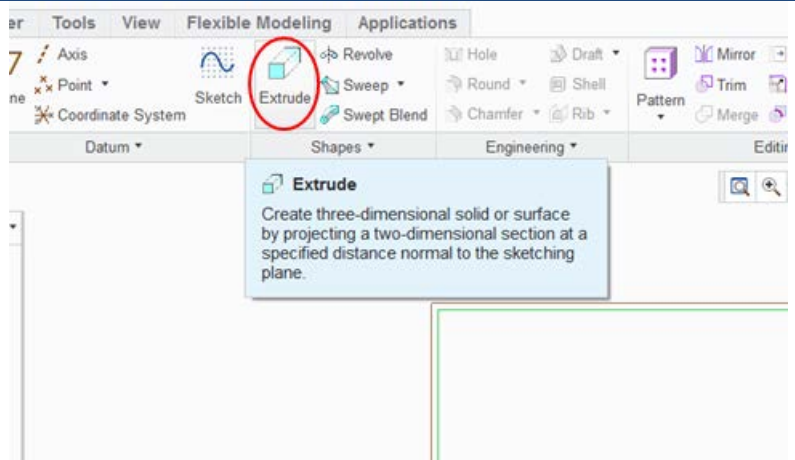 er Tools View Flexible Modeling Applications
Axis
Point
Coordinate System
ne
Sketch
Extrude
Revolve
Sweep
Swept Blend
Hole
Round
Chamfer
Draft
Shell
Rib
Pattern
Mirror
Trim
Merge
Datum Shapes Engineering Editin
Extrude
Create three-dimensional solid or surface
by projecting a two-dimensional section at a
specified distance normal to the sketching
plane.